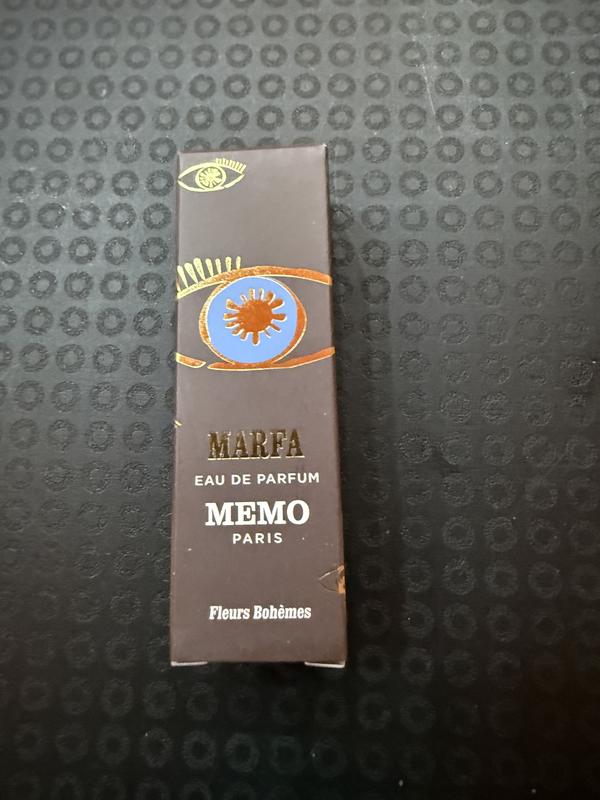 MARFA
EAU DE PARFUM
MEMO
PARIS
Fleurs Bohèmes